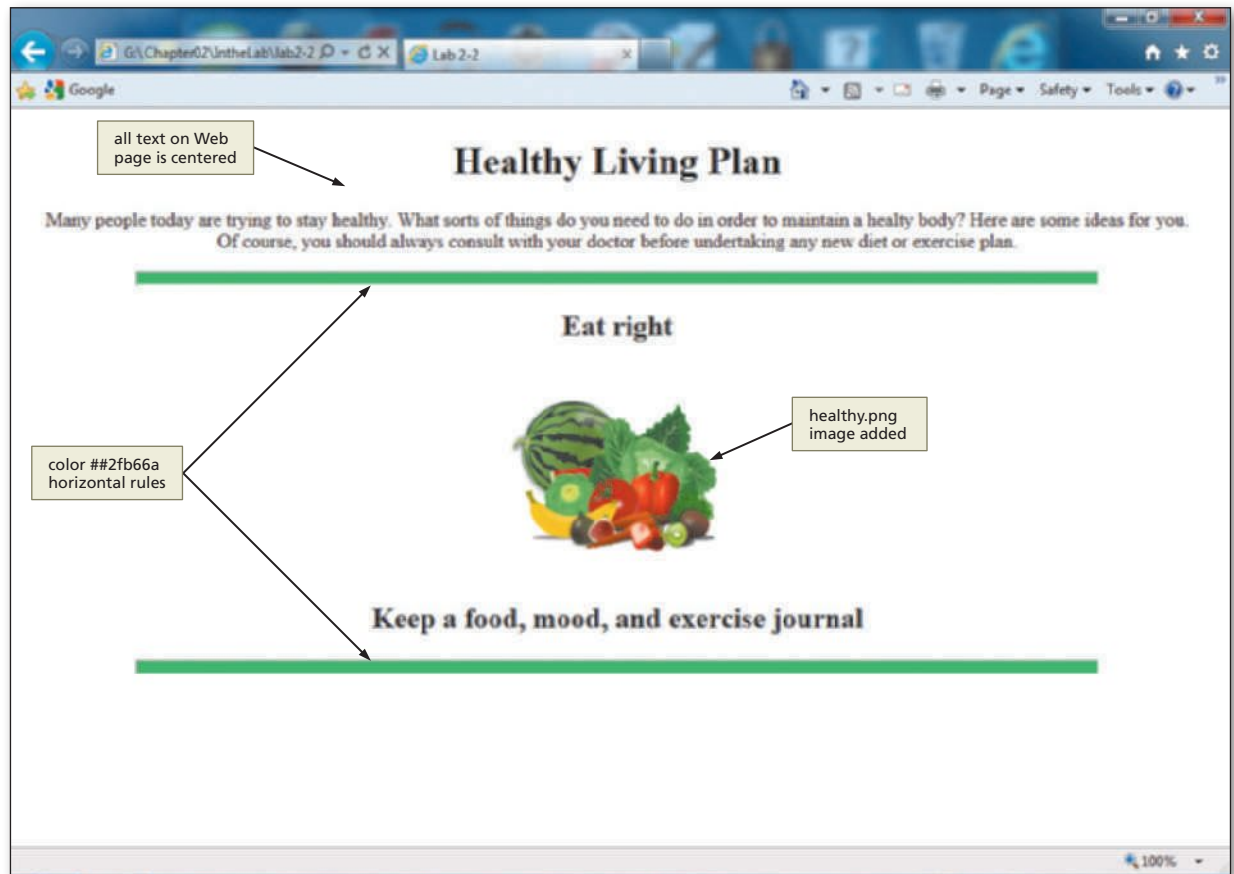 G:\Chapter02\IntheLab\lab2-2
Lab 2-2
Google
Page
Safety
Tools
all text on Web
page is centered
Healthy Living Plan
Many people today are trying to stay healthy. What sorts of things do you need to do in order to maintain a healty body? Here are some ideas for you.
Of course, you should always consult with your doctor before undertaking any new diet or exercise plan.
Eat right
healthy.png
image added
color ##2fb66a
horizontal rules
Keep a food, mood, and exercise journal
100%